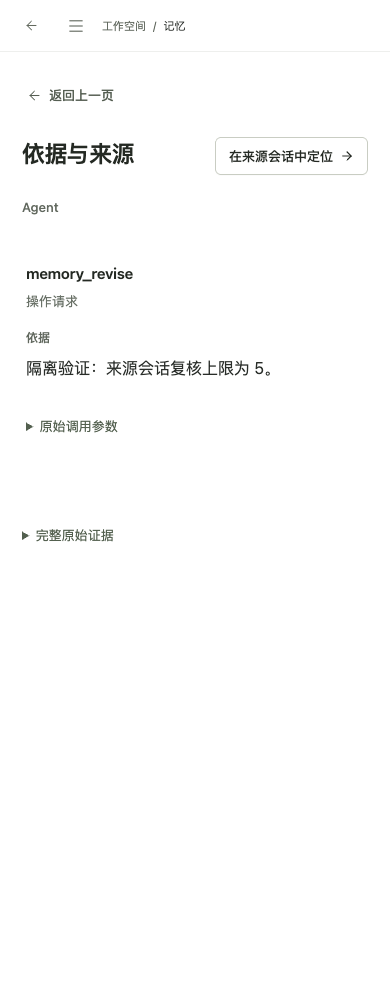 工作空间 / 记忆
返回上一页
依据与来源
在来源会话中定位
Agent
memory_revise
操作请求
依据
隔离验证：来源会话复核上限为 5。
原始调用参数
完整原始证据